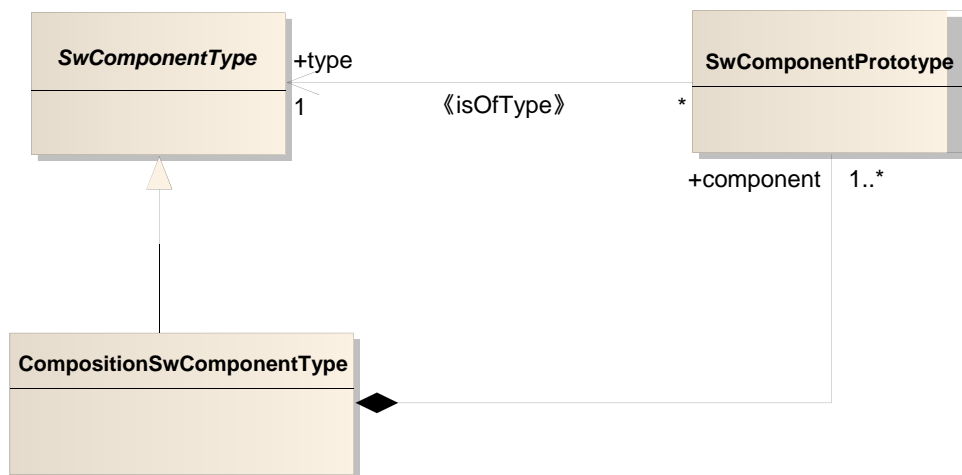 SwComponentType
+type
SwComponentPrototype
1
《isOfType》
*
+component
1..*
CompositionSwComponentType